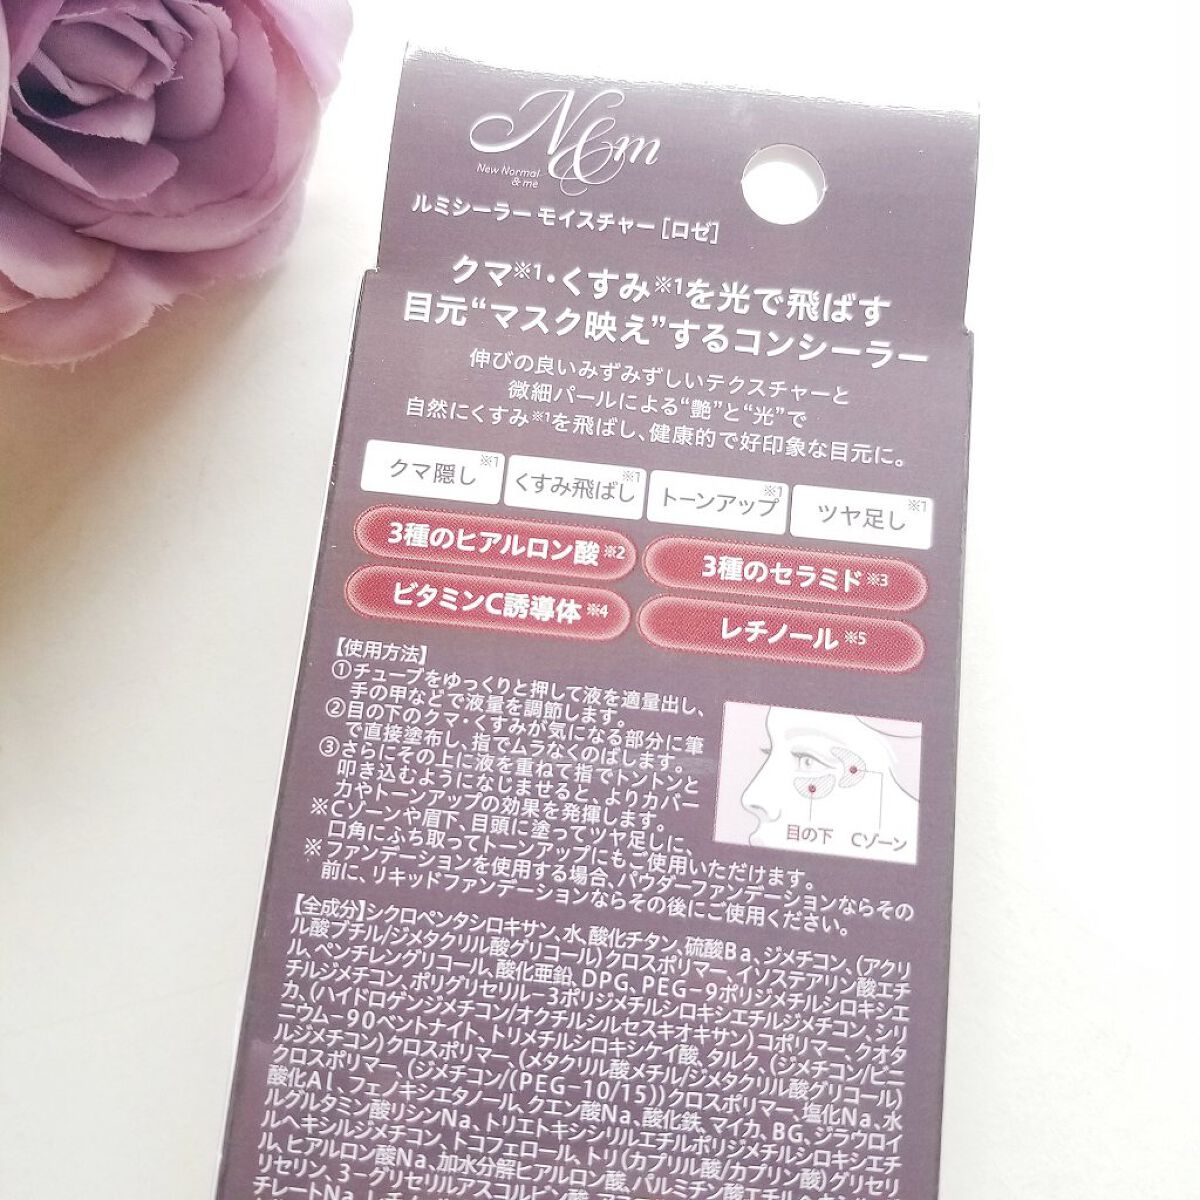 N&m
New Normal
& me
ルミシーラー モイスチャー［ロゼ］
クマ※1・くすみ※1を光で飛ばす
目元“マスク映え”するコンシーラー
伸びの良いみずみずしいテクスチャーと
微細パールによる“艶”と“光”で
自然にくすみ※1を飛ばし、健康的で好印象な目元に。
クマ隠し※1
くすみ飛ばし※1
トーンアップ※1
ツヤ足し※1
3種のヒアルロン酸※2
3種のセラミド※3
ビタミンC誘導体※4
レチノール※5
【使用方法】
①チューブをゆっくりと押して液を適量出し、
手の甲などで液量を調節します。
②目の下のクマ・くすみが気になる部分に筆
で直接塗布し、指でムラなくのばします。
③さらにその上に液を重ねて指でトントンと
叩き込むようになじませると、よりカバー
力やトーンアップの効果を発揮します。
※Cゾーンや眉下、目頭に塗ってツヤ足しに、
口角にふち取ってトーンアップにもご使用いただけます。
※ファンデーションを使用する場合、パウダーファンデーションならその
前に、リキッドファンデーションならその後にご使用ください。
目の下 Cゾーン
【全成分】シクロペンタシロキサン、水、酸化チタン、硫酸Ba、ジメチコン、（アクリ
ル酸ブチル/ジメタクリル酸グリコール）クロスポリマー、イソステアリン酸エチ
ル、ペンチレングリコール、酸化亜鉛、DPG、PEG-9ポリジメチルシロキシエ
チルジメチコン、ポリグリセリル-3ポリジメチルシロキシエチルジメチコン、シリ
カ、（ハイドロゲンジメチコン/オクチルシルセスキオキサン）コポリマー、クオタ
ニウム-90ベントナイト、トリメチルシロキシケイ酸、タルク、（ジメチコン/ビニ
ルジメチコン）クロスポリマー、（メタクリル酸メチル/ジメタクリル酸グリコール）
クロスポリマー、（ジメチコン/（PEG-10/15））クロスポリマー、塩化Na、水
酸化Al、フェノキシエタノール、クエン酸Na、酸化鉄、マイカ、BG、ジラウロイ
ルグルタミン酸リシンNa、トリエトキシシリルエチルポリジメチルシロキシエチ
ルヘキシルジメチコン、トコフェロール、トリ（カプリル酸/カプリン酸）グリセリ
ル、ヒアルロン酸Na、加水分解ヒアルロン酸、パルミチン酸エチルヘキシル、
セリン、3-グリセリルアスコルビン酸、
チレートNa、